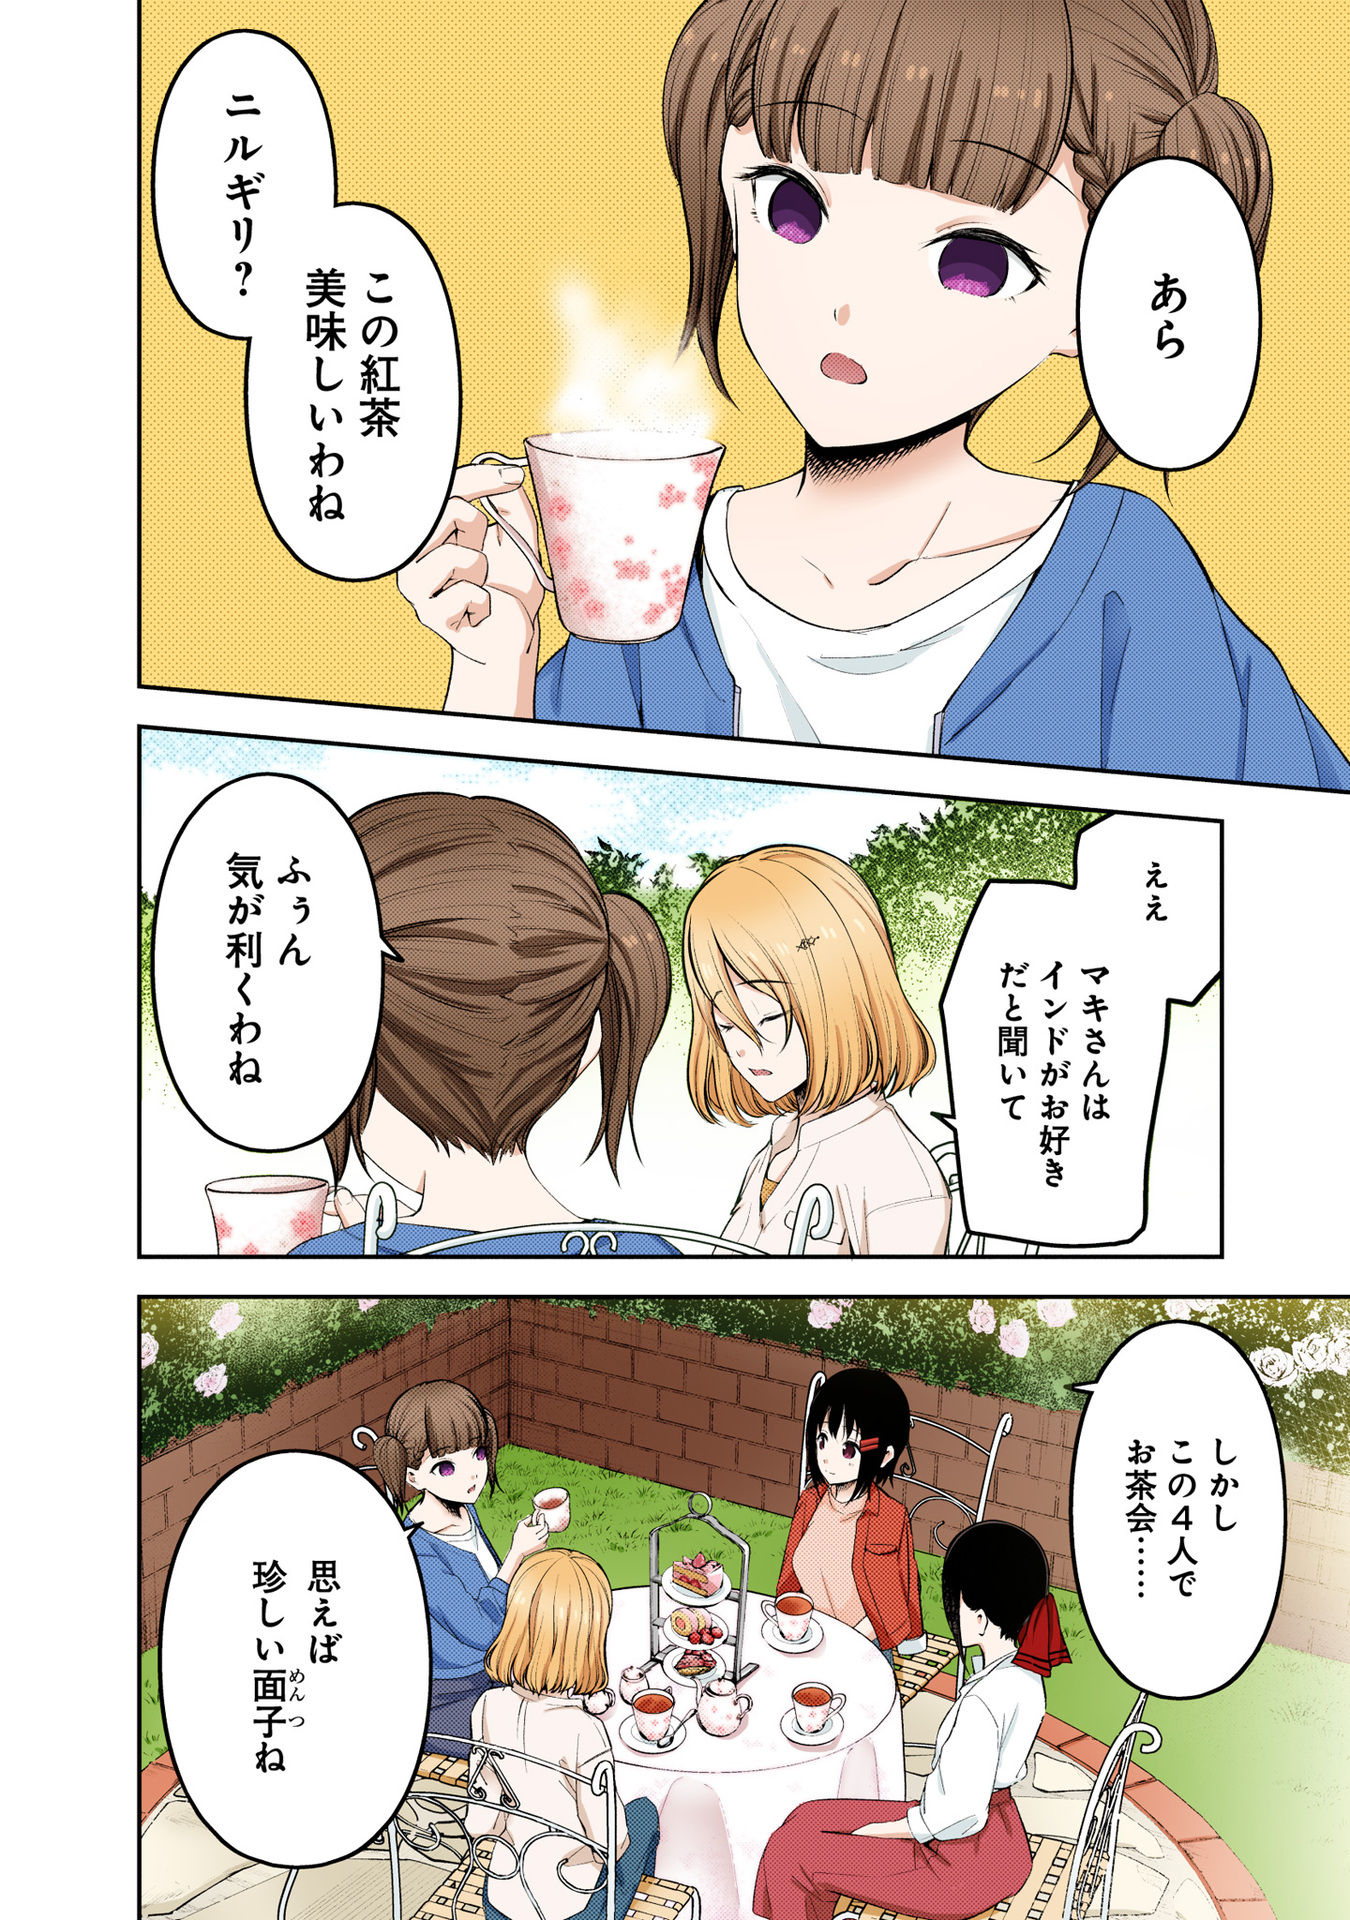 あら
この紅茶
美味しいわね
ニルギリ？
ええ
マキさんは
インドがお好き
だと聞いて
ふぅん
気が利くわね
しかし
この4人で
お茶会……
思えば
珍しい面子ね
めんつ